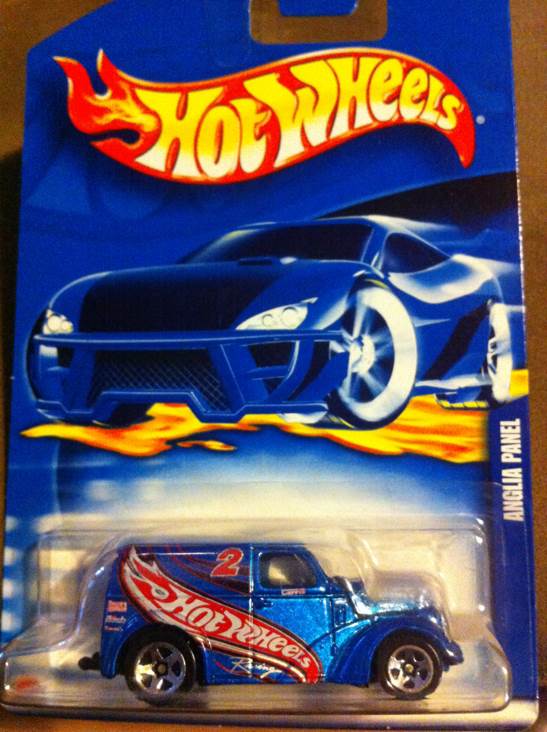 HOT WHEELS
®
ANGLIA PANEL
2
HOT WHEELS
Racing